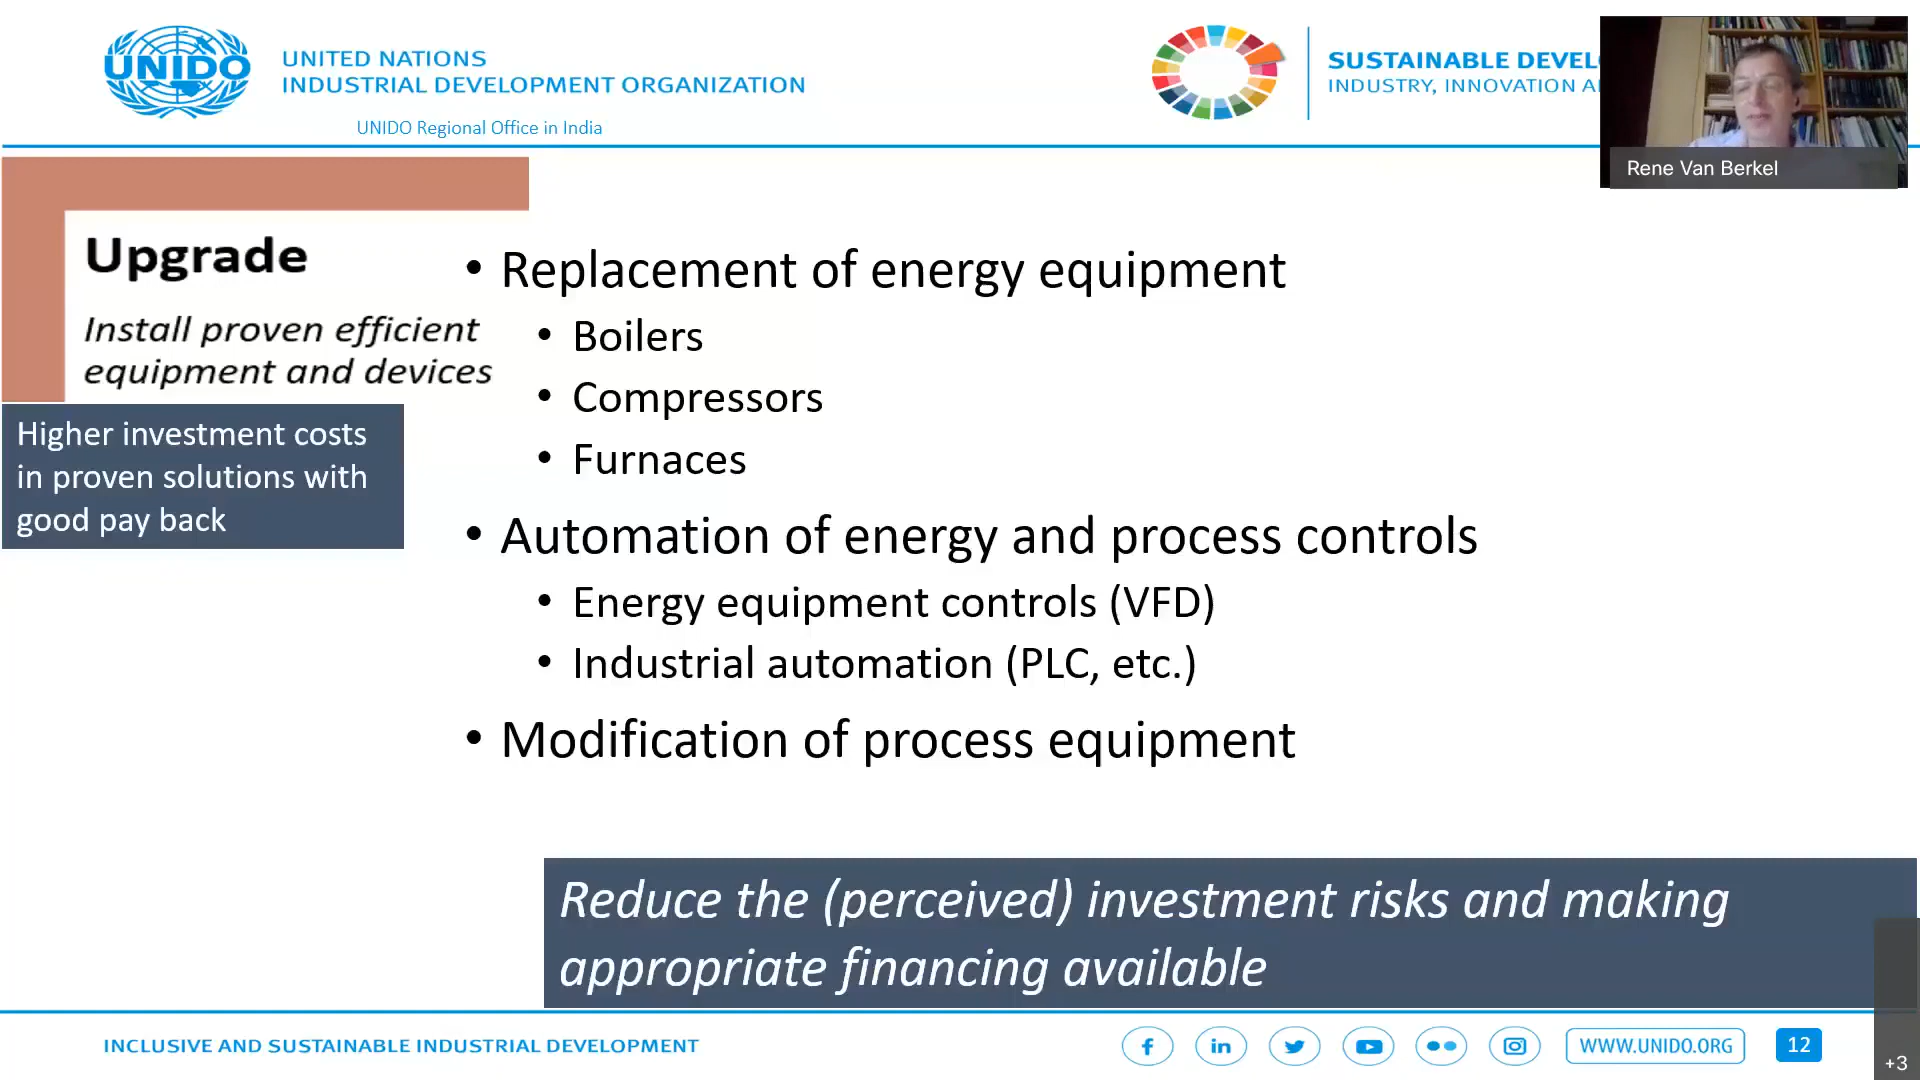 UNIDO
UNITED NATIONS
INDUSTRIAL DEVELOPMENT ORGANIZATION
UNIDO Regional Office in India
SUSTAINABLE DEVEL
INDUSTRY, INNOVATION A
Rene Van Berkel
Upgrade
Install proven efficient
equipment and devices
Higher investment costs
in proven solutions with
good pay back
• Replacement of energy equipment
• Boilers
• Compressors
• Furnaces
• Automation of energy and process controls
• Energy equipment controls (VFD)
• Industrial automation (PLC, etc.)
• Modification of process equipment
Reduce the (perceived) investment risks and making
appropriate financing available
INCLUSIVE AND SUSTAINABLE INDUSTRIAL DEVELOPMENT
WWW.UNIDO.ORG
12
+3